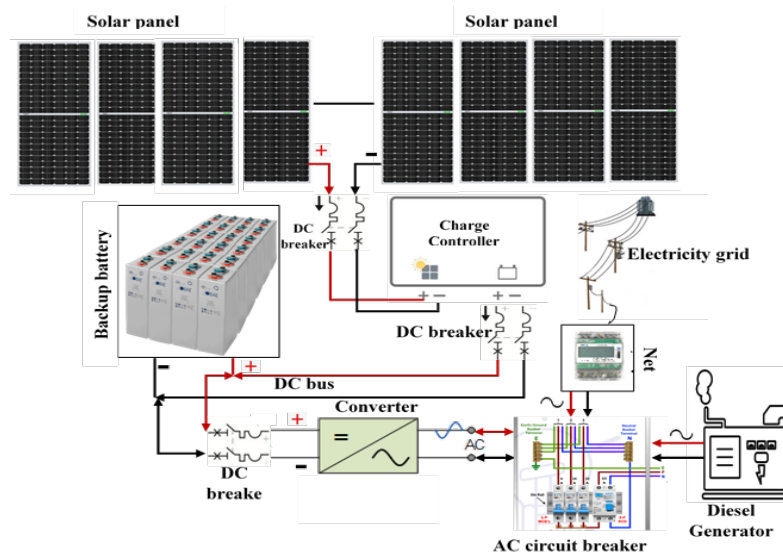 Solar panel
Solar panel
+
-
DC
breaker
Charge
Controller
+ - + -
Electricity grid
Backup battery
DC breaker
Net
- +
DC bus
Converter
+
-
=
AC
DC
breake
AC circuit breaker
Diesel
Generator